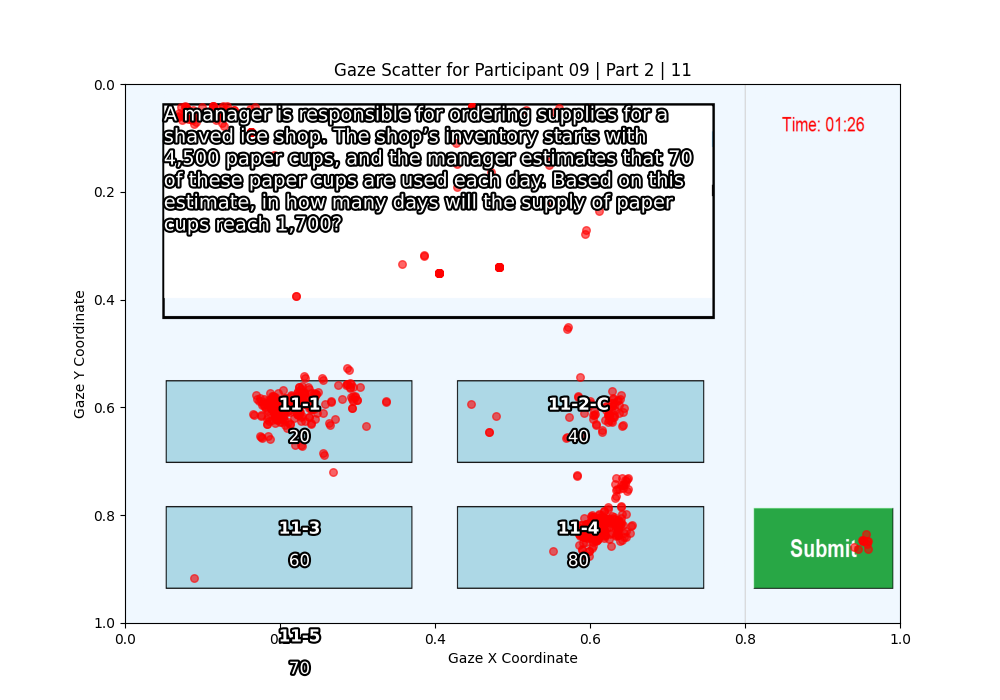 Gaze Scatter for Participant 09 | Part 2 | 11
A manager is responsible for ordering supplies for a
shaved ice shop. The shop's inventory starts with
4,500 paper cups, and the manager estimates that 70
of these paper cups are used each day. Based on this
estimate, in how many days will the supply of paper
cups reach 1,700?
Time: 01:26
11-1
20
11-2-C
40
11-3
60
11-4
80
11-5
70
Submit
Gaze Y Coordinate
0.0
0.2
0.4
0.6
0.8
1.0
0.0
0.2
0.4
0.6
0.8
1.0
Gaze X Coordinate